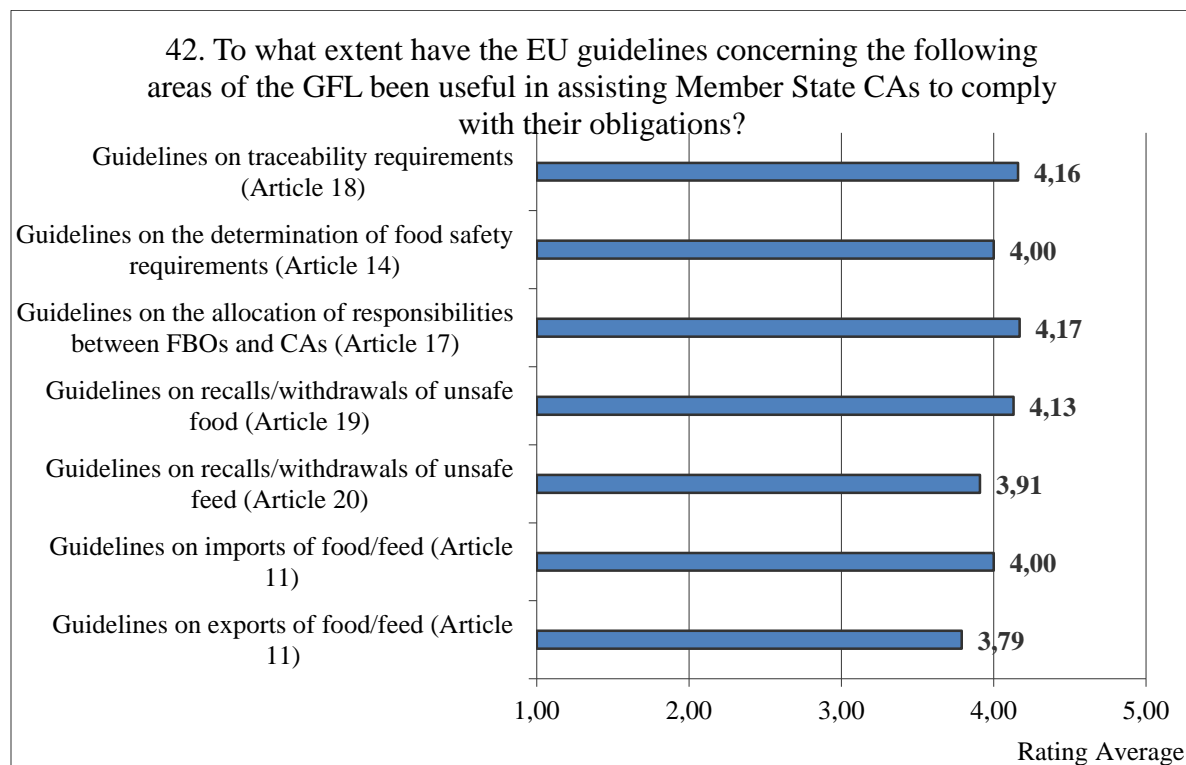 42. To what extent have the EU guidelines concerning the following
areas of the GFL been useful in assisting Member State CAs to comply
with their obligations?
Guidelines on traceability requirements
(Article 18)
4,16
Guidelines on the determination of food safety
requirements (Article 14)
4,00
Guidelines on the allocation of responsibilities
between FBOs and CAs (Article 17)
4,17
Guidelines on recalls/withdrawals of unsafe
food (Article 19)
4,13
Guidelines on recalls/withdrawals of unsafe
feed (Article 20)
3,91
Guidelines on imports of food/feed (Article
11)
4,00
Guidelines on exports of food/feed (Article
11)
3,79
1,00 2,00 3,00 4,00 5,00
Rating Average